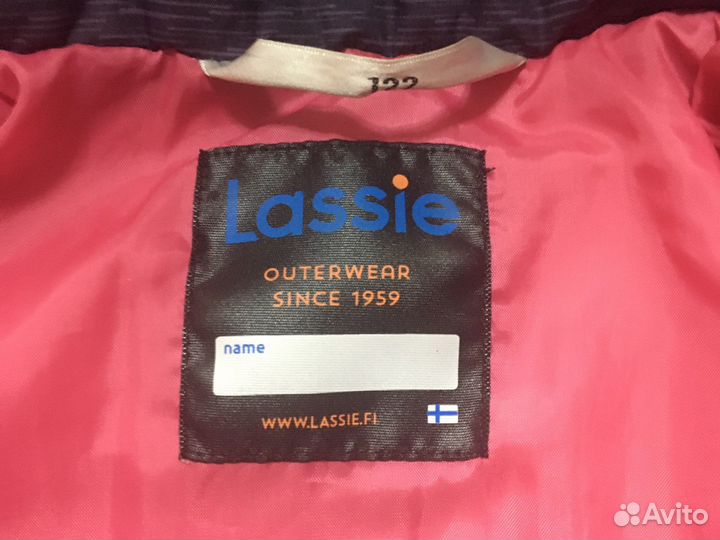 122
Lassie
OUTERWEAR
SINCE 1959
name
WWW.LASSIE.FI
Avito